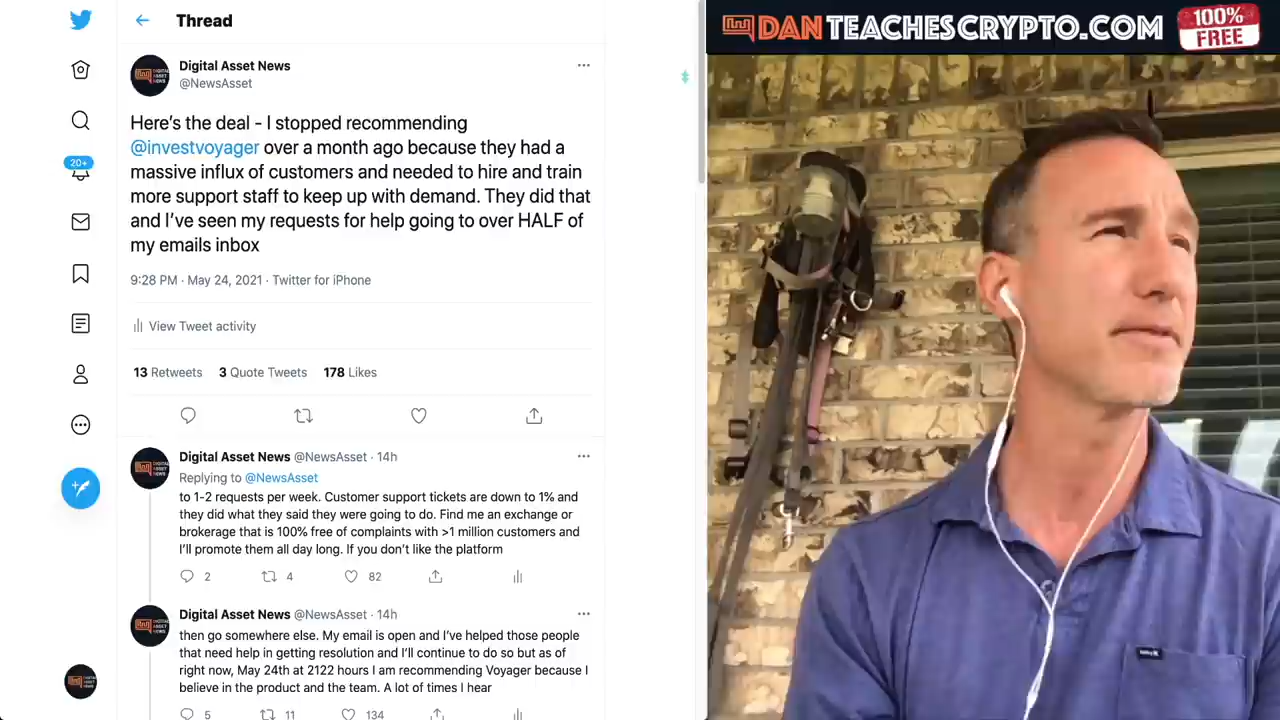 Thread
Digital Asset News
@NewsAsset
Here’s the deal - I stopped recommending
@investvoyager over a month ago because they had a
massive influx of customers and needed to hire and train
more support staff to keep up with demand. They did that
and I’ve seen my requests for help going to over HALF of
my emails inbox
9:28 PM · May 24, 2021 · Twitter for iPhone
View Tweet activity
13 Retweets 3 Quote Tweets 178 Likes
20+
Digital Asset News @NewsAsset · 14h
Replying to @NewsAsset
to 1-2 requests per week. Customer support tickets are down to 1% and
they did what they said they were going to do. Find me an exchange or
brokerage that is 100% free of complaints with >1 million customers and
I’ll promote them all day long. If you don’t like the platform
2 4 82
Digital Asset News @NewsAsset · 14h
then go somewhere else. My email is open and I’ve helped those people
that need help in getting resolution and I’ll continue to do so but as of
right now, May 24th at 2122 hours I am recommending Voyager because I
believe in the product and the team. A lot of times I hear
5 11 134
DANTEACHESCRYPTO.COM
100%
FREE